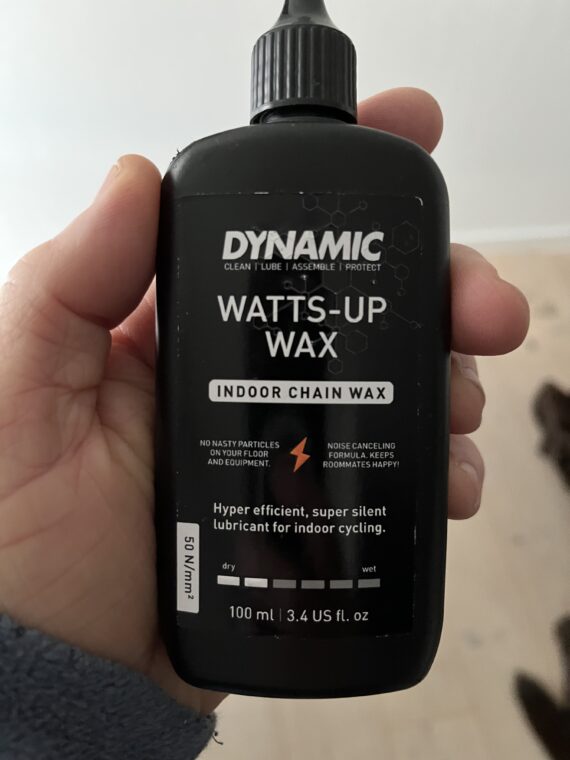 DYNAMIC
CLEAN | LUBE | ASSEMBLE | PROTECT
WATTS-UP
WAX
INDOOR CHAIN WAX
NO NASTY PARTICLES
ON YOUR FLOOR
AND EQUIPMENT.
NOISE CANCELING
FORMULA. KEEPS
ROOMMATES HAPPY!
Hyper efficient, super silent
lubricant for indoor cycling.
50 N/mm²
dry
wet
100 ml | 3.4 US fl. oz